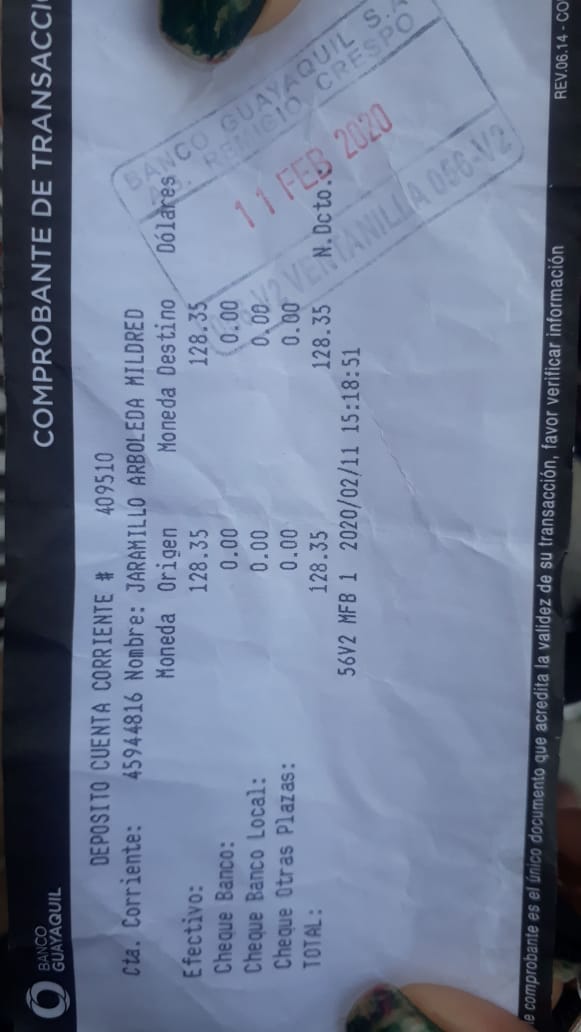 BANCO
GUAYAQUIL
COMPROBANTE DE TRANSACCI
DEPOSITO CUENTA CORRIENTE # 409510
Cta. Corriente: 45944816 Nombre: JARAMILLO ARBOLEDA MILDRED
Moneda Origen Moneda Destino Dólares
Efectivo: 128.35 128.35
Cheque Banco: 0.00 0.00
Cheque Banco Local: 0.00 0.00
Cheque Otras Plazas: 0.00 0.00
TOTAL: 128.35 128.35 N.Dcto.
56V2 MFB 1 2020/02/11 15:18:51
BANCO GUAYAQUIL S.A
REMIGIO CRESPO
11 FEB 2020
VENTANILLA 056-V2
e comprobante es el único documento que acredita la validez de su transacción, favor verificar información
REV.06.14 - CO